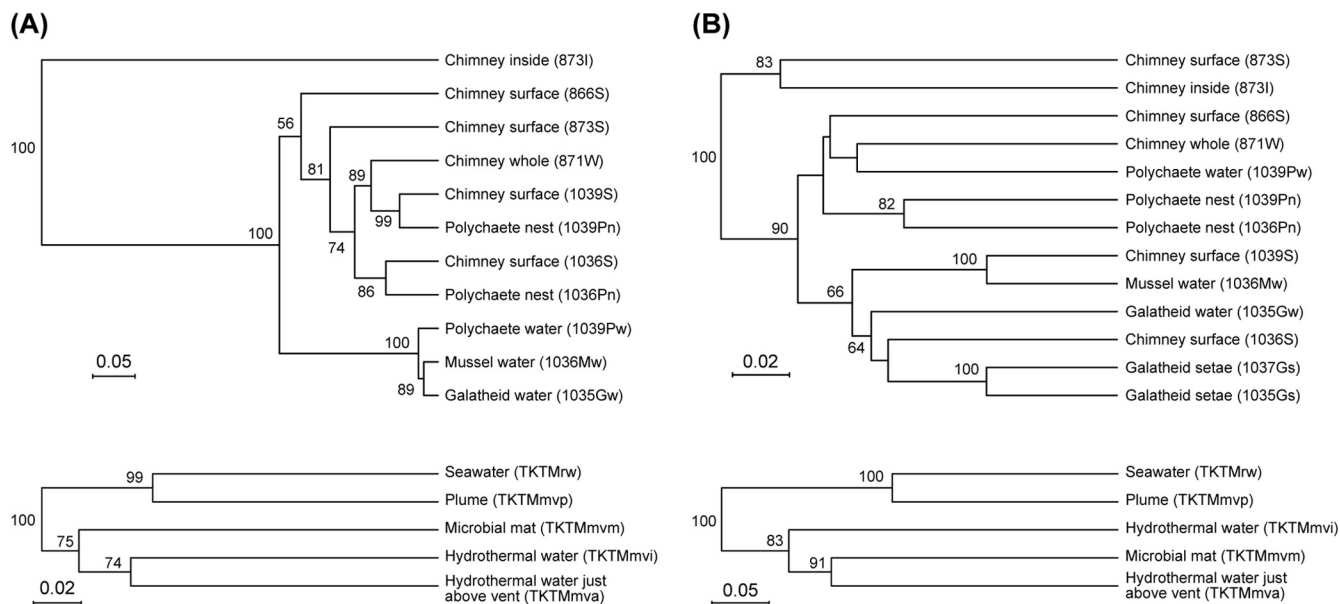 (A)
Chimney inside (873I)
56
Chimney surface (866S)
100
81
Chimney surface (873S)
89
Chimney whole (871W)
99
Chimney surface (1039S)
100
74
Polychaete nest (1039Pn)
86
Chimney surface (1036S)
Polychaete nest (1036Pn)
100
Polychaete water (1039Pw)
0.05
89
Mussel water (1036Mw)
Galatheid water (1035Gw)
99
Seawater (TKTMrw)
100
Plume (TKTMmvp)
75
Microbial mat (TKTMmvm)
74
Hydrothermal water (TKTMmvi)
0.02
Hydrothermal water just
above vent (TKTMmva)
(B)
83
Chimney surface (873S)
Chimney inside (873I)
100
Chimney surface (866S)
Chimney whole (871W)
Polychaete water (1039Pw)
90
82
Polychaete nest (1039Pn)
Polychaete nest (1036Pn)
100
Chimney surface (1039S)
66
Mussel water (1036Mw)
Galatheid water (1035Gw)
64
Chimney surface (1036S)
0.02
100
Galatheid setae (1037Gs)
Galatheid setae (1035Gs)
100
Seawater (TKTMrw)
100
Plume (TKTMmvp)
83
Hydrothermal water (TKTMmvi)
91
Microbial mat (TKTMmvm)
0.05
Hydrothermal water just
above vent (TKTMmva)